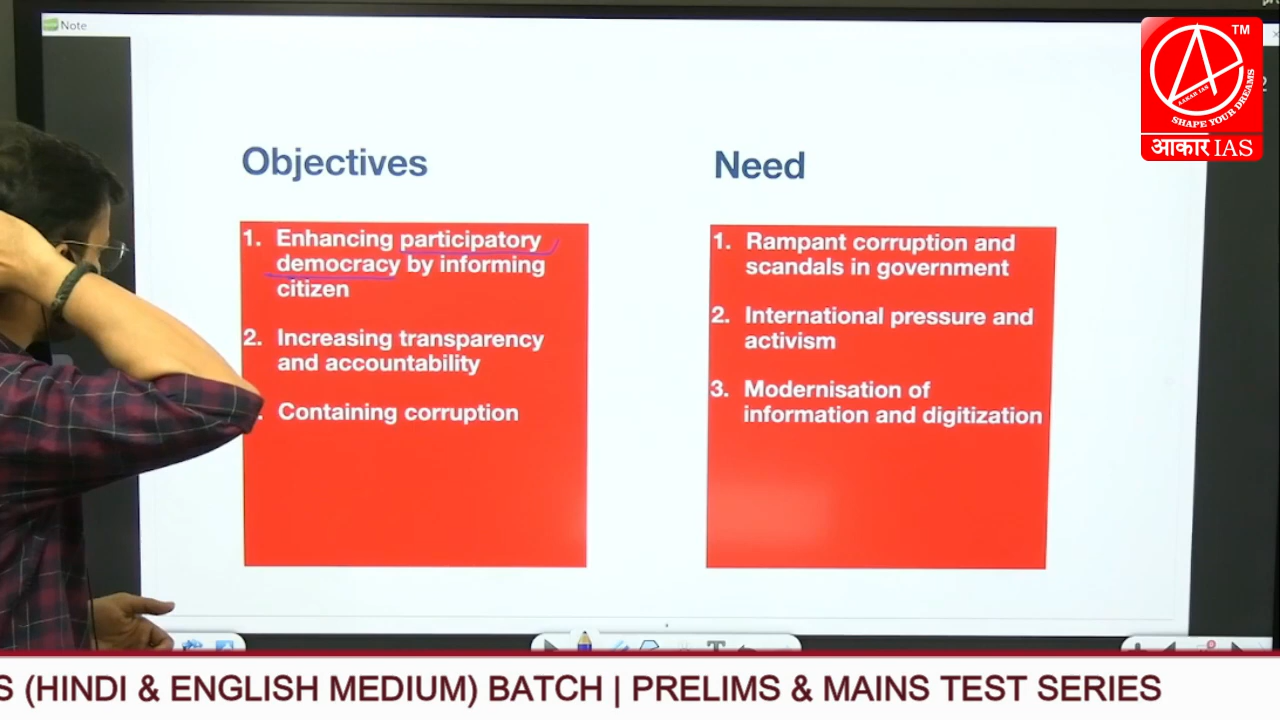 Note
TM
AAKAR IAS
SHAPE YOUR DREAMS
आकार IAS
Objectives
1. Enhancing participatory
democracy by informing
citizen
2. Increasing transparency
and accountability
. Containing corruption
Need
1. Rampant corruption and
scandals in government
2. International pressure and
activism
3. Modernisation of
information and digitization
S (HINDI & ENGLISH MEDIUM) BATCH | PRELIMS & MAINS TEST SERIES